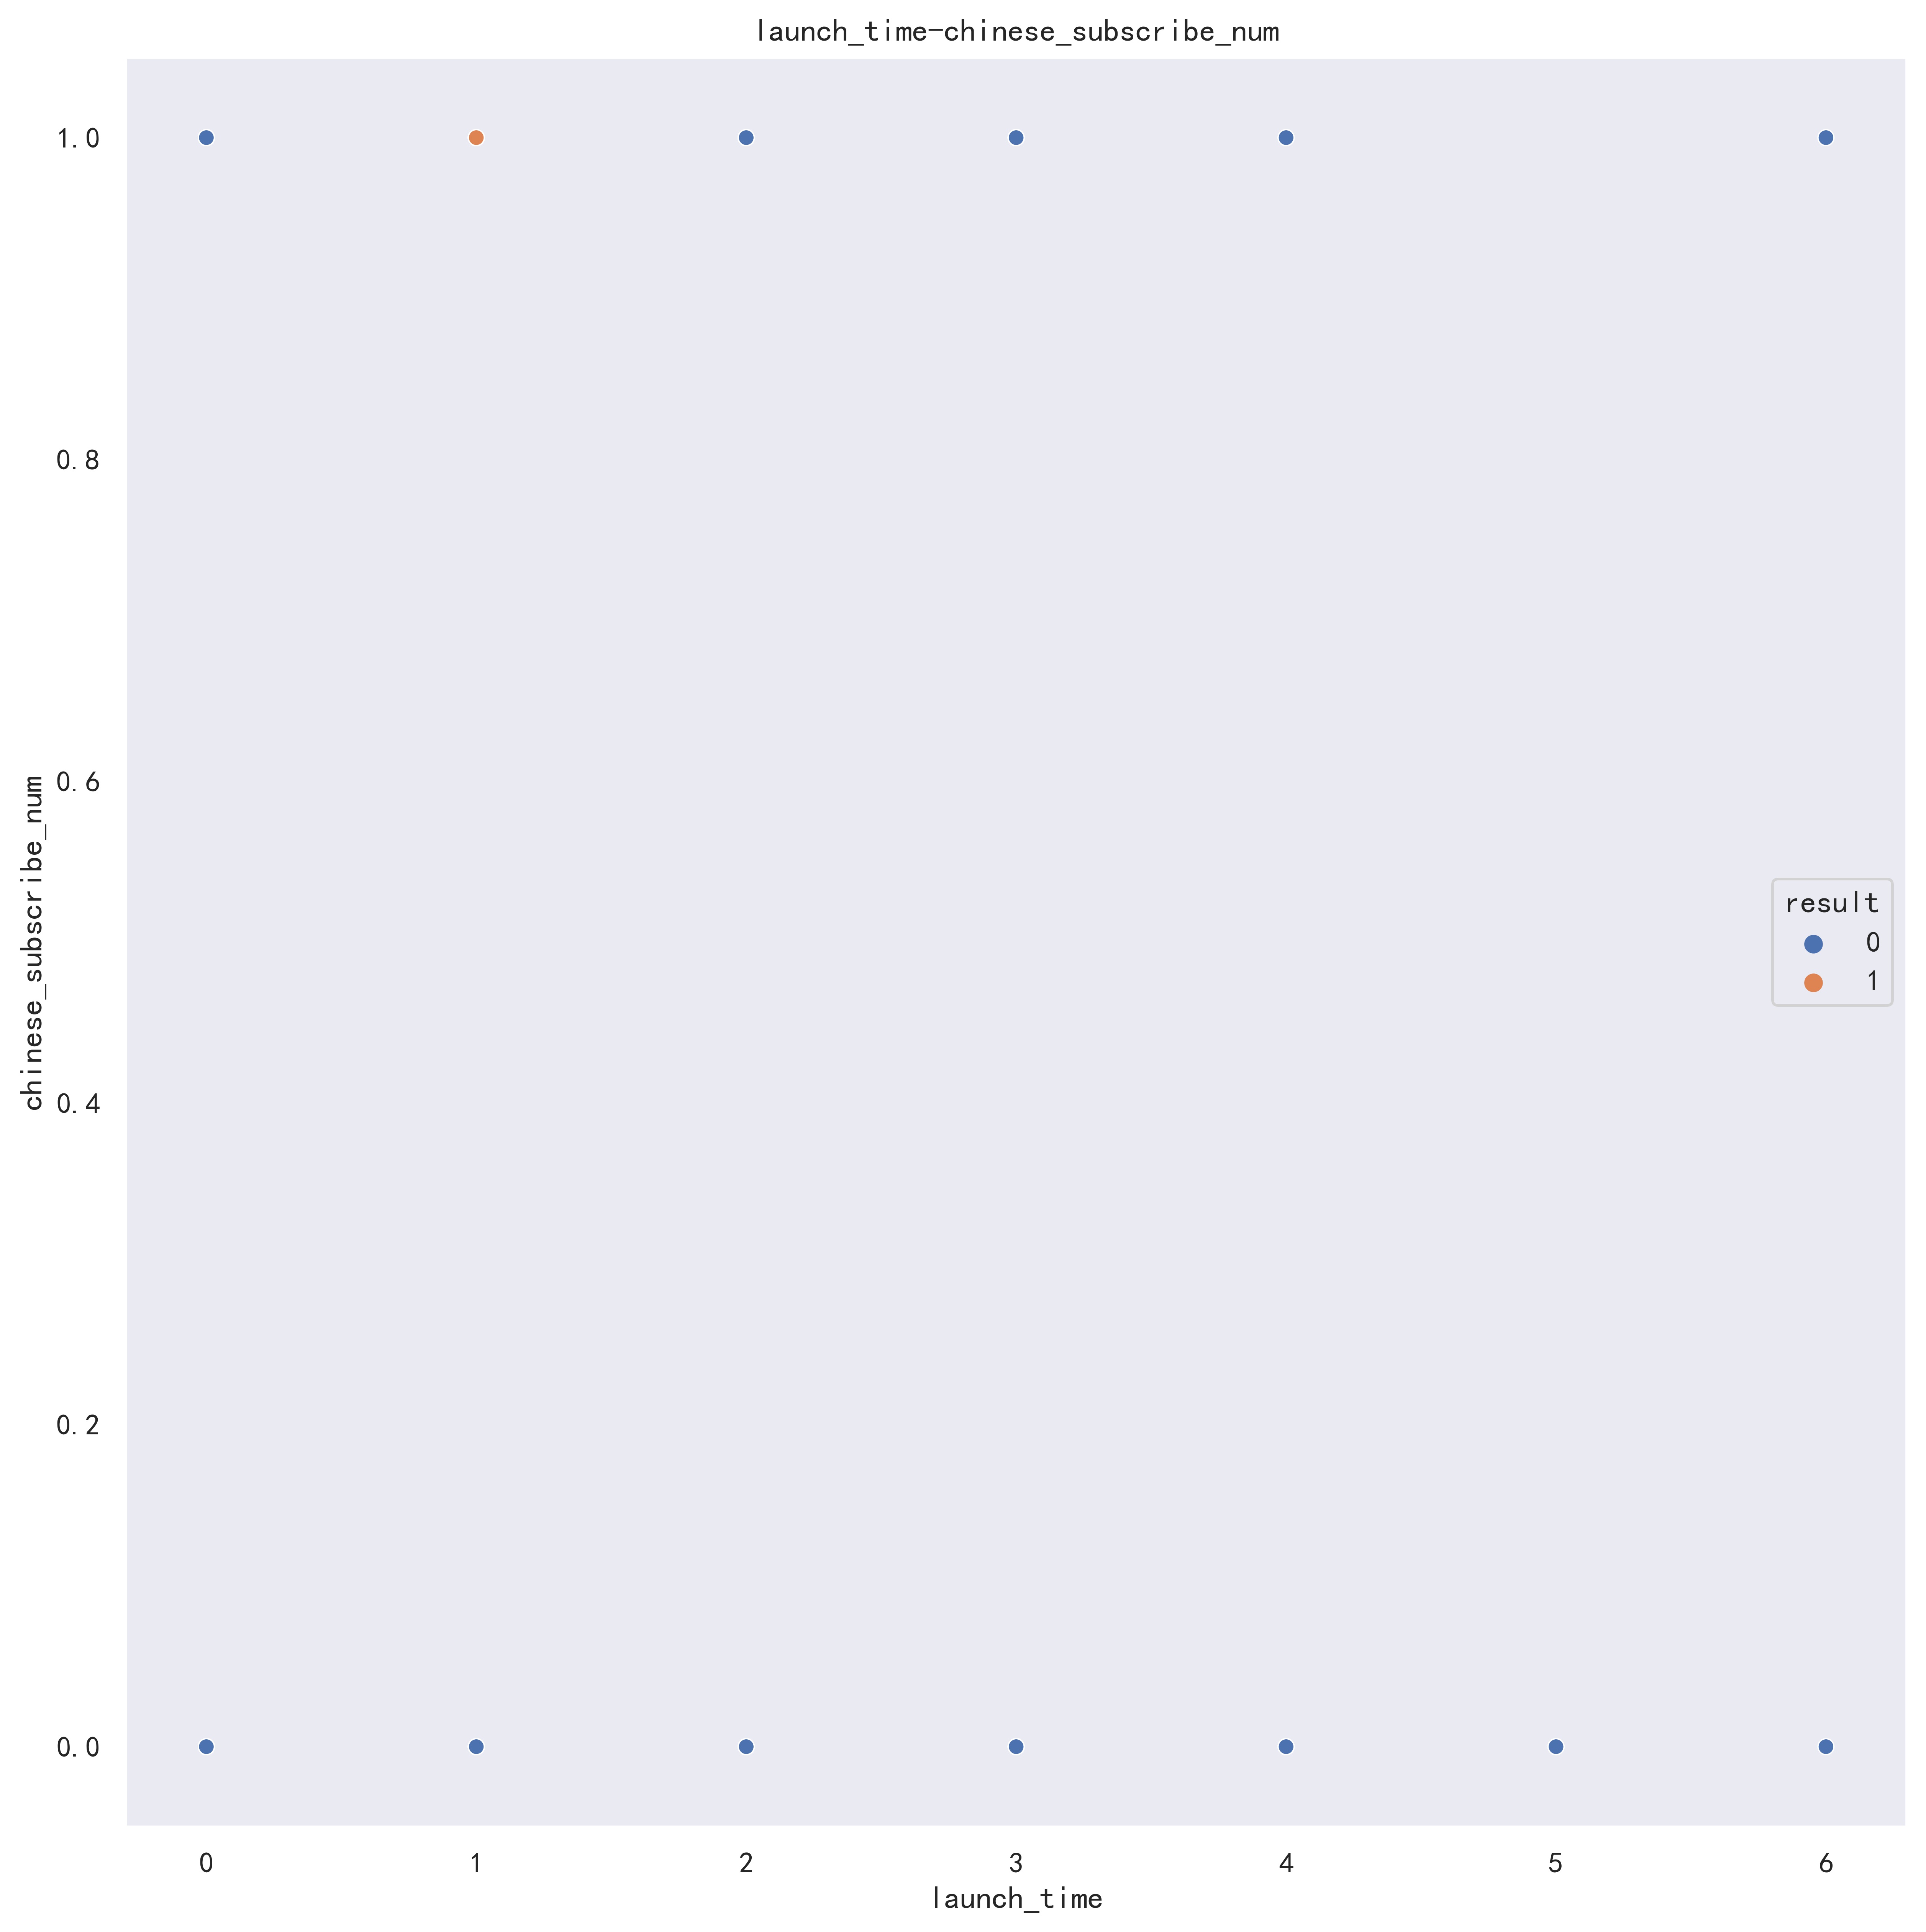 launch_time-chinese_subscribe_num
1.0
0.8
0.6
0.4
0.2
0.0
chinese_subscribe_num
result
0
1
0 1 2 3 4 5 6
launch_time